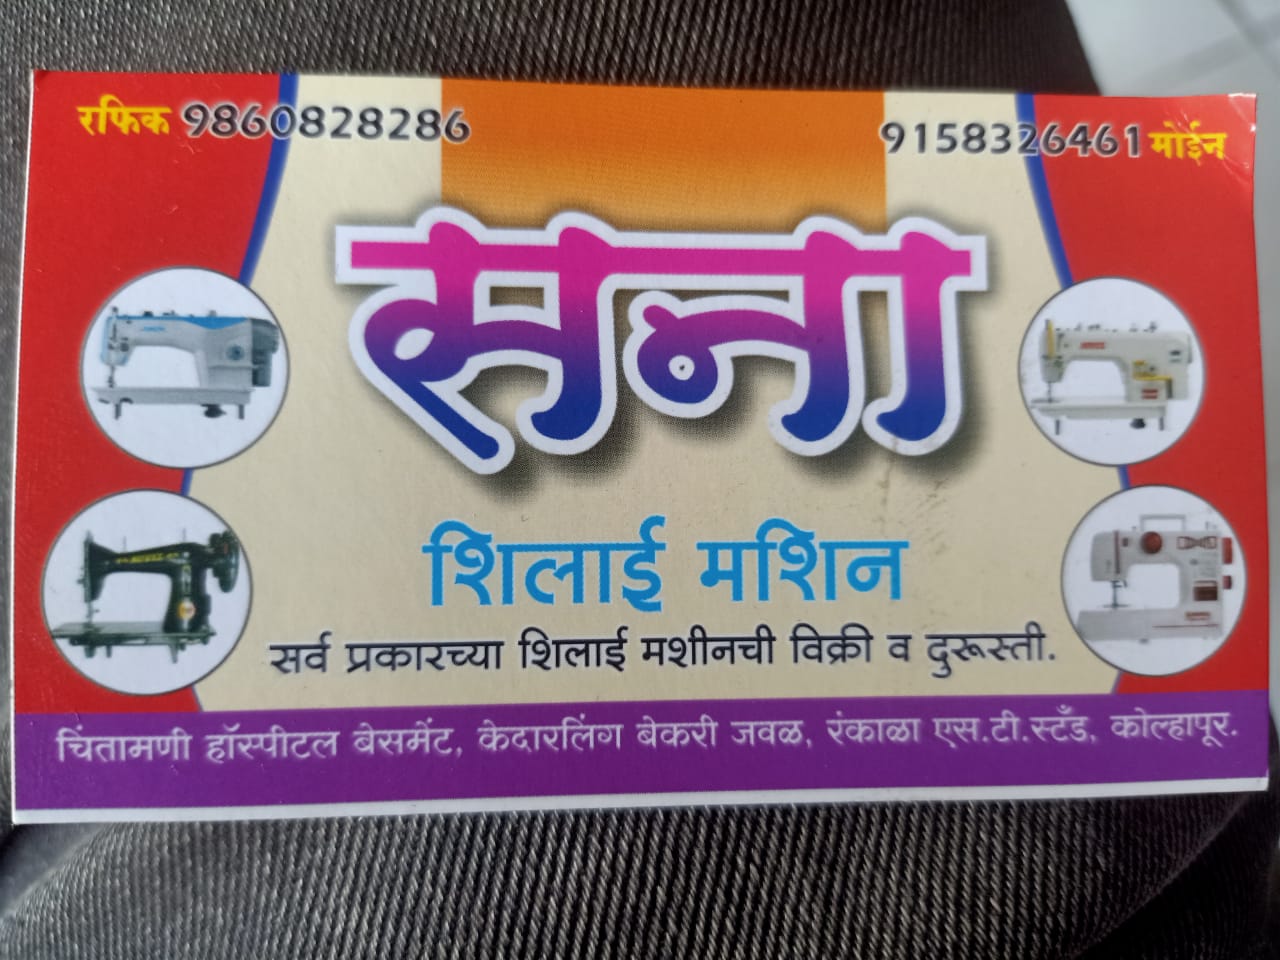 रफिक 9860828286
9158326461 मोईन
सना
शिलाई मशिन
सर्व प्रकारच्या शिलाई मशीनची विक्री व दुरूस्ती.
चिंतामणी हॉस्पीटल बेसमेंट, केदारलिंग बेकरी जवळ, रंकाळा एस.टी.स्टँड, कोल्हापूर.